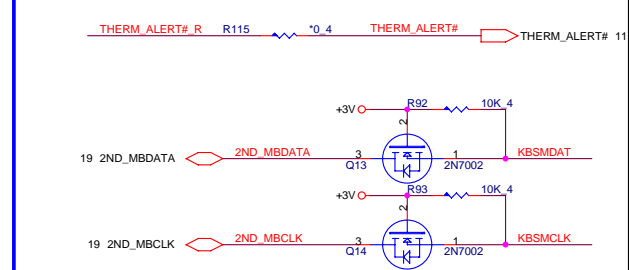 THERM_ALERT#_R R115 *0_4 THERM_ALERT# THERM_ALERT# 11
+3V R92 10K_4
2
19 2ND_MBDATA 2ND_MBDATA 3 1 KBSMDAT
Q13 2N7002
+3V R93 10K_4
2
19 2ND_MBCLK 2ND_MBCLK 3 1 KBSMCLK
Q14 2N7002